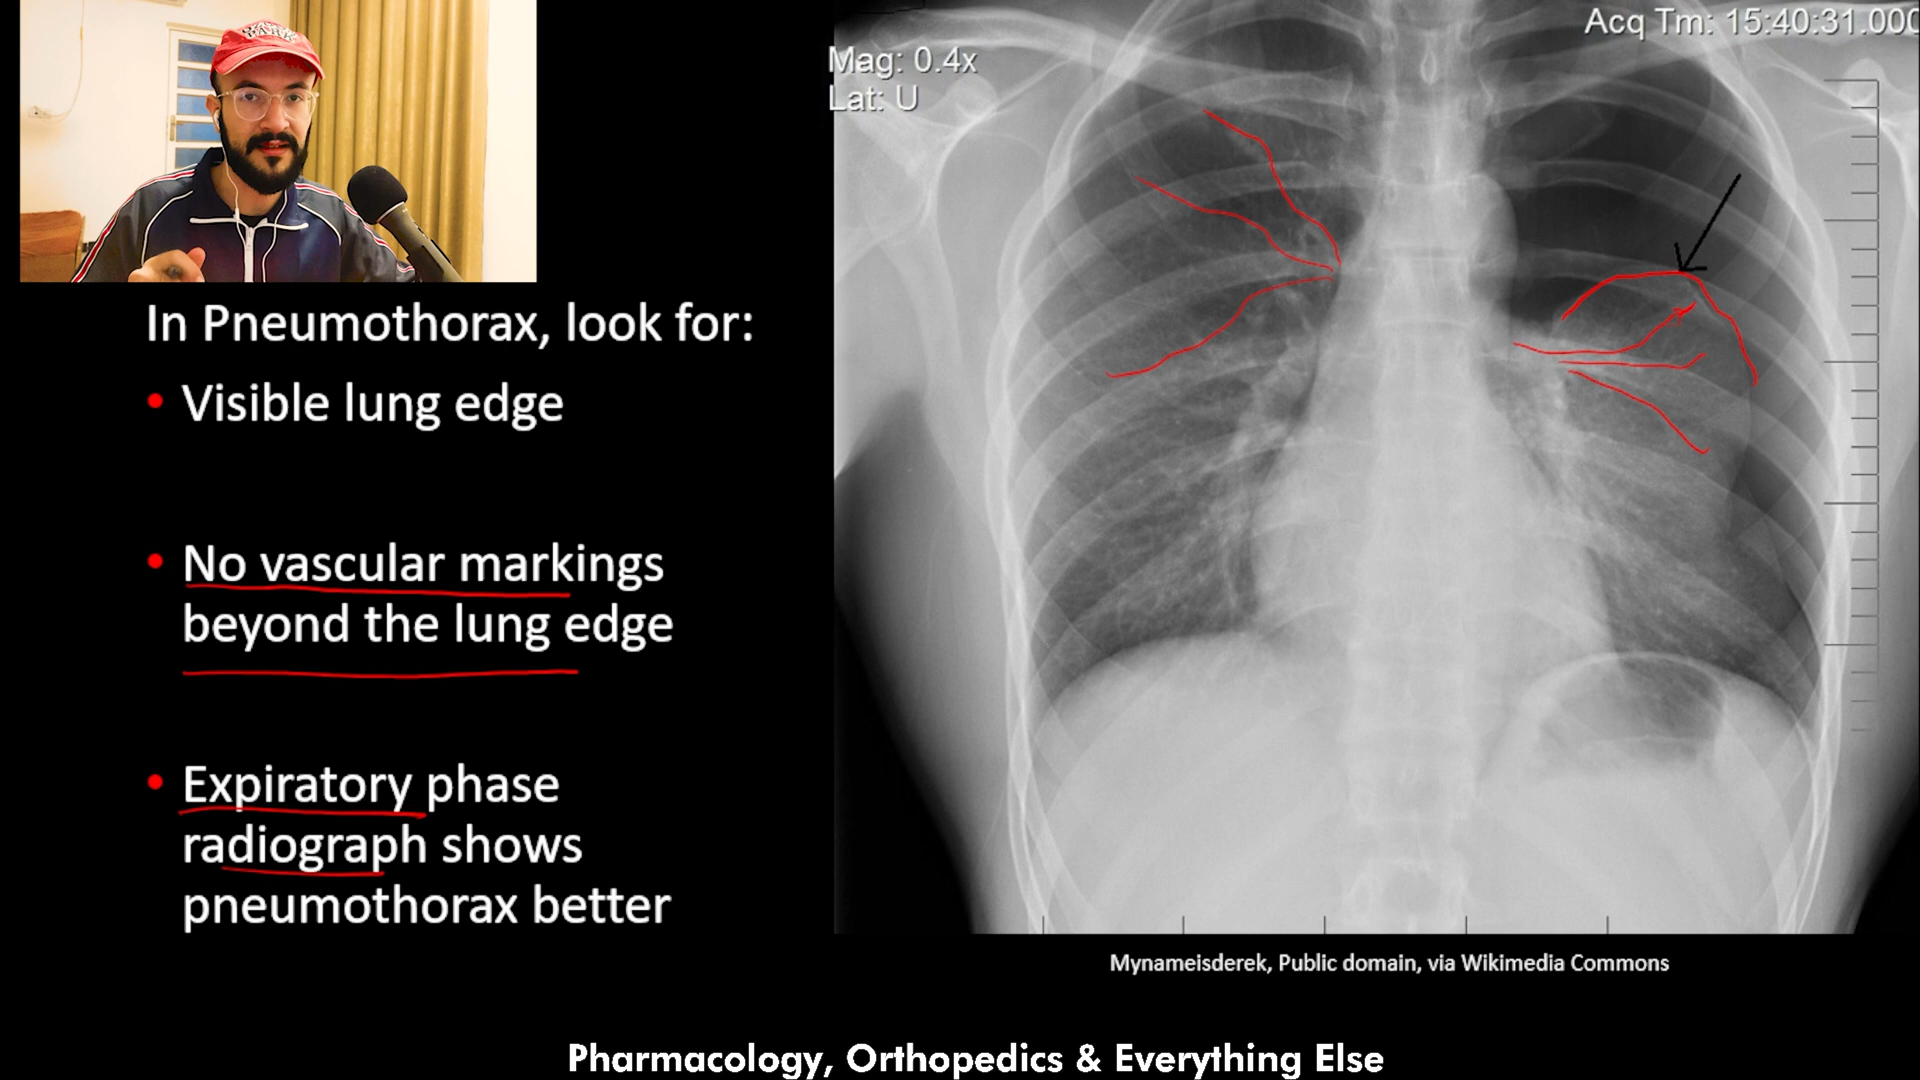 Acq Tm: 15:40:31.000
Mag: 0.4x
Lat: U
In Pneumothorax, look for:
• Visible lung edge
• No vascular markings
beyond the lung edge
• Expiratory phase
radiograph shows
pneumothorax better
Mynameisderek, Public domain, via Wikimedia Commons
Pharmacology, Orthopedics & Everything Else